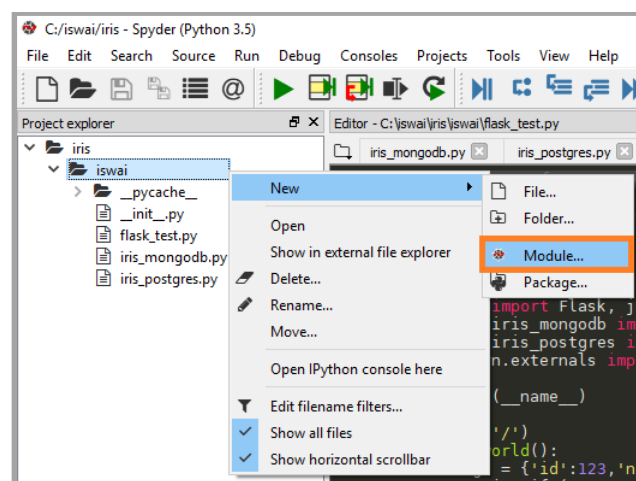 C:/iswai/iris - Spyder (Python 3.5)
File Edit Search Source Run Debug Consoles Projects Tools View Help
Project explorer
Editor - C:\iswai\iris\iswai\flask_test.py
iris_mongodb.py iris_postgres.py
iris
iswai
__pycache__
__init__.py
flask_test.py
iris_mongodb.py
iris_postgres.py
New
Open
Show in external file explorer
Delete...
Rename...
Move...
Open IPython console here
Edit filename filters...
Show all files
Show horizontal scrollbar
File...
Folder...
Module...
Package...
import Flask, j
iris_mongodb im
iris_postgres i
n.externals imp
(__name__)
'/')
orld():
= {'id':123,'n